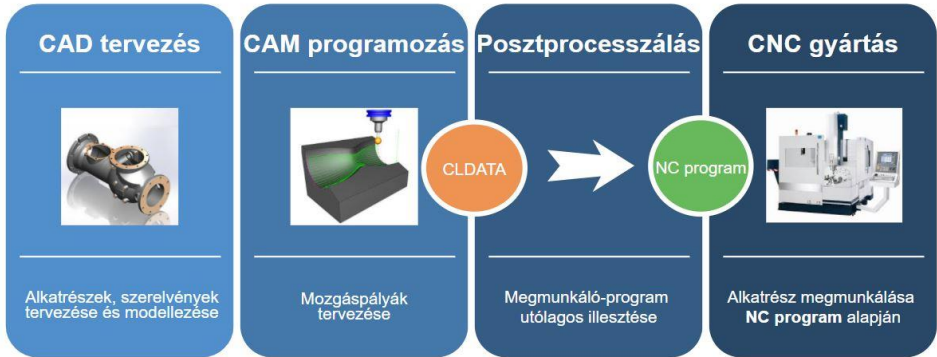 CAD tervezés
Alkatrészek, szerelvények
tervezése és modellezése
CAM programozás
Mozgáspályák
tervezése
CLDATA
Posztprocesszálás
Megmunkáló-program
utólagos illesztése
NC program
CNC gyártás
Alkatrész megmunkálása
NC program alapján